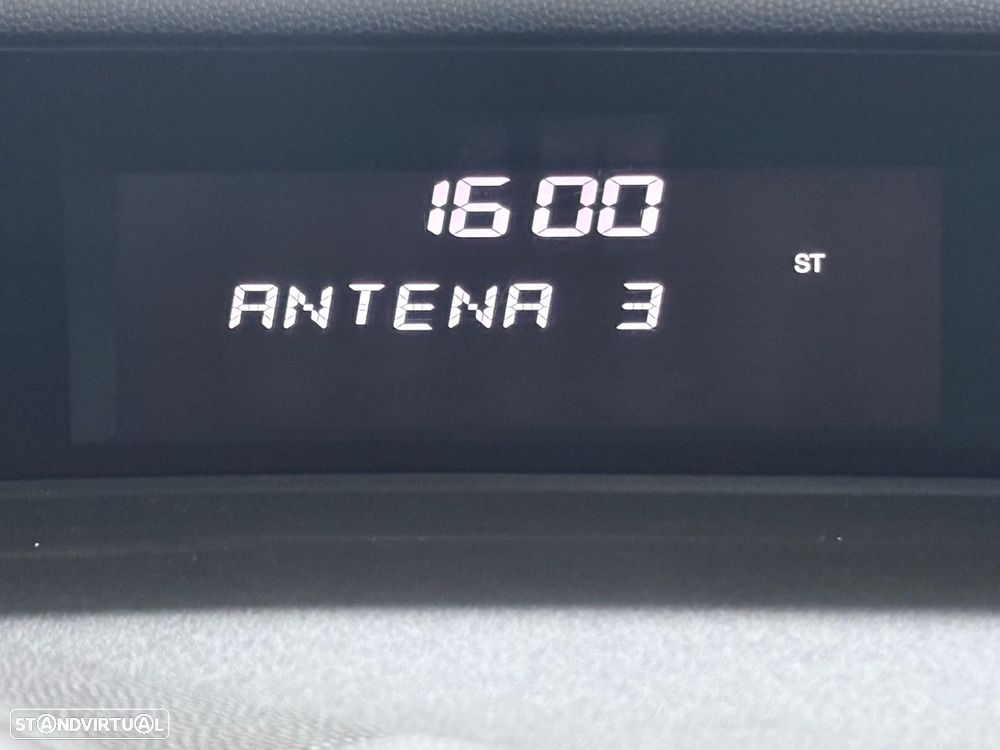 1600
ST
ANTENA 3
STANDVIRTUAL